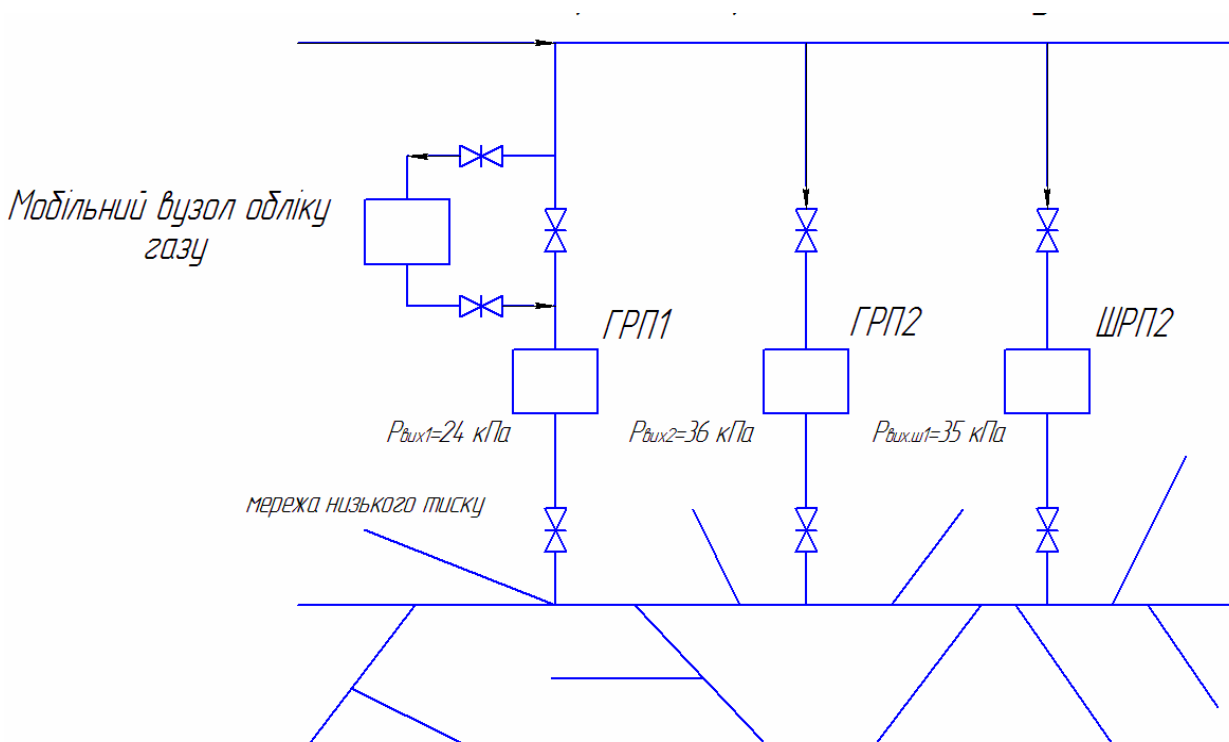 Мобільний вузол обліку
газу
ГРП1
ГРП2
ШРП2
Рвих1=24 кПа
Рвих2=36 кПа
Рвих.ш1=35 кПа
мережа низького тиску